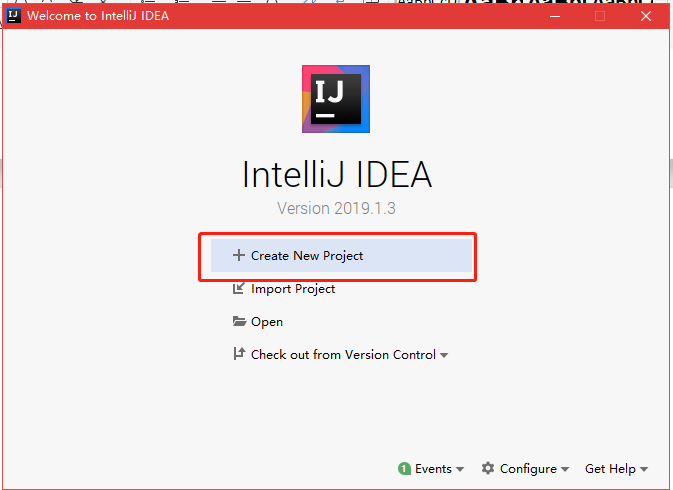 Welcome to IntelliJ IDEA
IJ
IntelliJ IDEA
Version 2019.1.3
Create New Project
Import Project
Open
Check out from Version Control
1 Events
Configure
Get Help